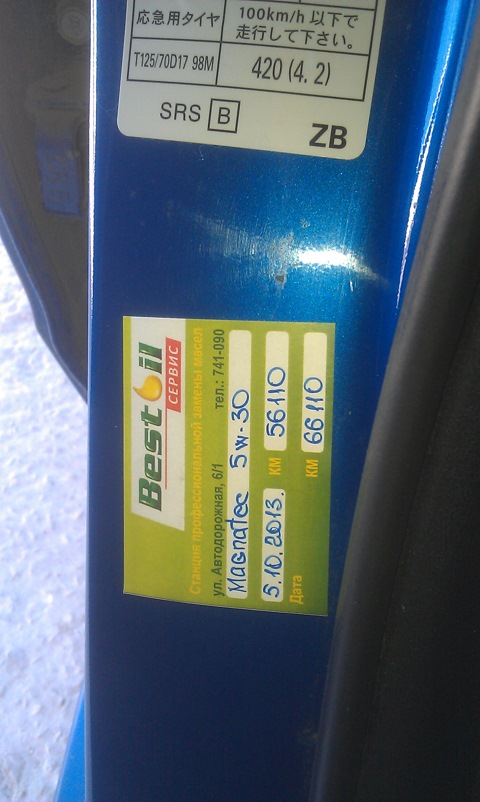 応急用タイヤ
100km/h 以下で
走行して下さい。
T125/70D17 98M
420 (4.2)
SRS B
ZB
Best Oil
СЕРВИС
Станция профессиональной замены масел
ул. Автодорожная, 6/1 тел.: 741-090
Magnatec 5w-30
5.10.2013. КМ 56110
Дата КМ 66110